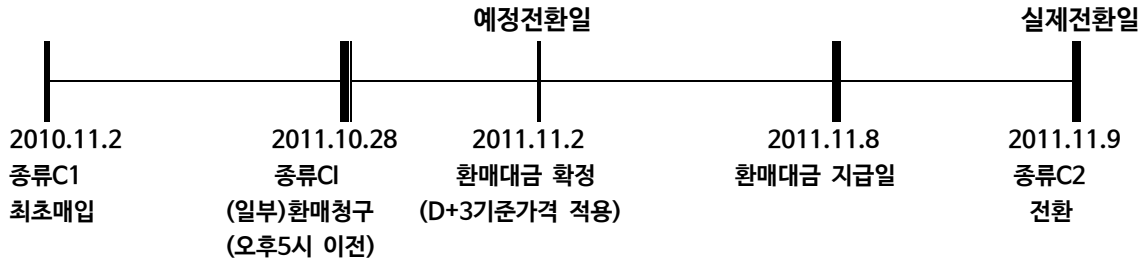 예정전환일 실제전환일
2010.11.2 2011.10.28 2011.11.2 2011.11.8 2011.11.9
종류C1 종류CI 환매대금 확정 환매대금 지급일 종류C2
최초매입 (일부)환매청구 (D+3기준가격 적용) 전환
(오후5시 이전)